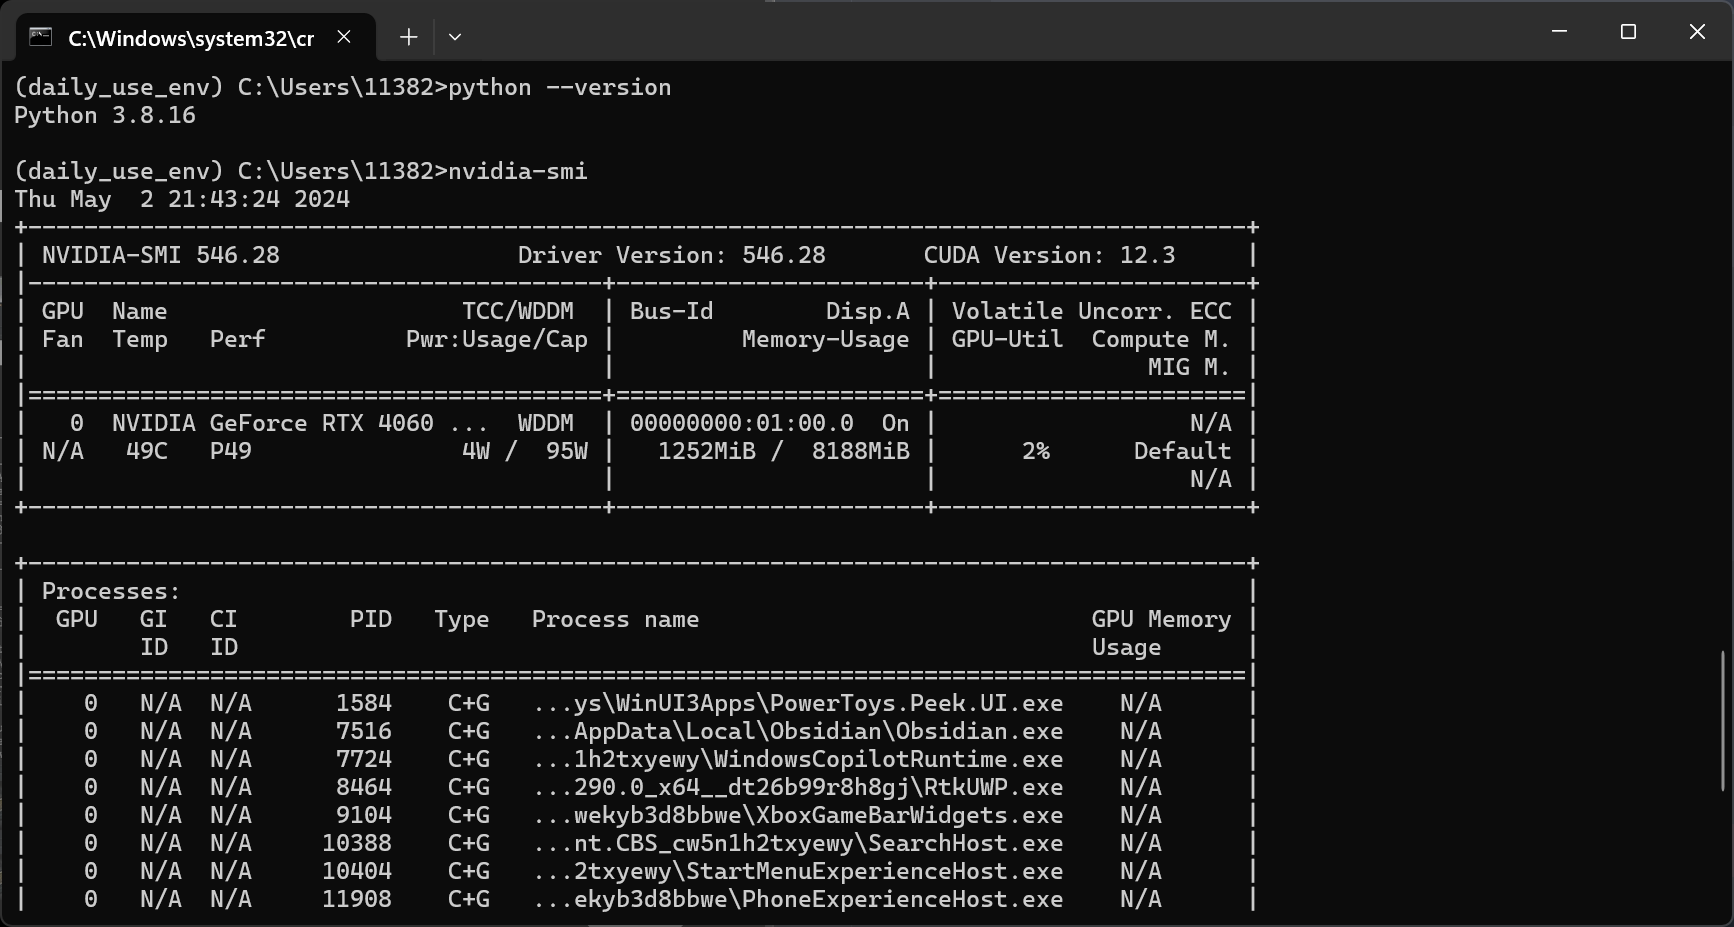 C:\Windows\system32\cr
(daily_use_env) C:\Users\11382>python --version
Python 3.8.16
(daily_use_env) C:\Users\11382>nvidia-smi
Thu May  2 21:43:24 2024
+---------------------------------------------------------------------------------------+
| NVIDIA-SMI 546.28                 Driver Version: 546.28       CUDA Version: 12.3     |
|-----------------------------------------+----------------------+----------------------+
| GPU  Name                     TCC/WDDM  | Bus-Id        Disp.A | Volatile Uncorr. ECC |
| Fan  Temp   Perf          Pwr:Usage/Cap |         Memory-Usage | GPU-Util  Compute M. |
|                                         |                      |               MIG M. |
|=========================================+======================+======================|
|   0  NVIDIA GeForce RTX 4060 ...  WDDM  | 00000000:01:00.0  On |                  N/A |
| N/A   49C   P49               4W /  95W |   1252MiB /  8188MiB |      2%      Default |
|                                         |                      |                  N/A |
+-----------------------------------------+----------------------+----------------------+
+---------------------------------------------------------------------------------------+
| Processes:                                                                            |
|  GPU   GI   CI        PID   Type   Process name                            GPU Memory |
|        ID   ID                                                             Usage      |
|=======================================================================================|
|    0   N/A  N/A      1584    C+G   ...ys\WinUI3Apps\PowerToys.Peek.UI.exe    N/A      |
|    0   N/A  N/A      7516    C+G   ...AppData\Local\Obsidian\Obsidian.exe    N/A      |
|    0   N/A  N/A      7724    C+G   ...1h2txyewy\WindowsCopilotRuntime.exe    N/A      |
|    0   N/A  N/A      8464    C+G   ...290.0_x64__dt26b99r8h8gj\RtkUWP.exe    N/A      |
|    0   N/A  N/A      9104    C+G   ...wekyb3d8bbwe\XboxGameBarWidgets.exe    N/A      |
|    0   N/A  N/A     10388    C+G   ...nt.CBS_cw5n1h2txyewy\SearchHost.exe    N/A      |
|    0   N/A  N/A     10404    C+G   ...2txyewy\StartMenuExperienceHost.exe    N/A      |
|    0   N/A  N/A     11908    C+G   ...ekyb3d8bbwe\PhoneExperienceHost.exe    N/A      |